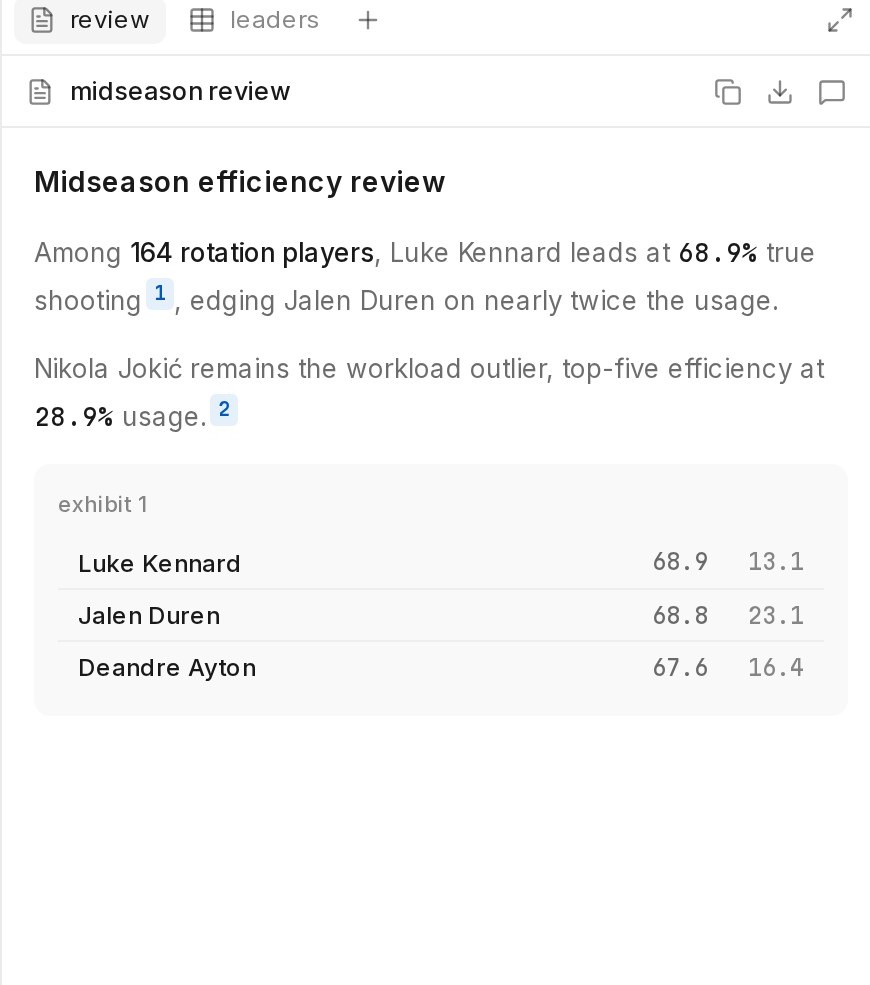 review leaders
midseason review
Midseason efficiency review
Among 164 rotation players, Luke Kennard leads at 68.9% true
shooting 1, edging Jalen Duren on nearly twice the usage.
Nikola Jokić remains the workload outlier, top-five efficiency at
28.9% usage. 2
exhibit 1
Luke Kennard 68.9 13.1
Jalen Duren 68.8 23.1
Deandre Ayton 67.6 16.4